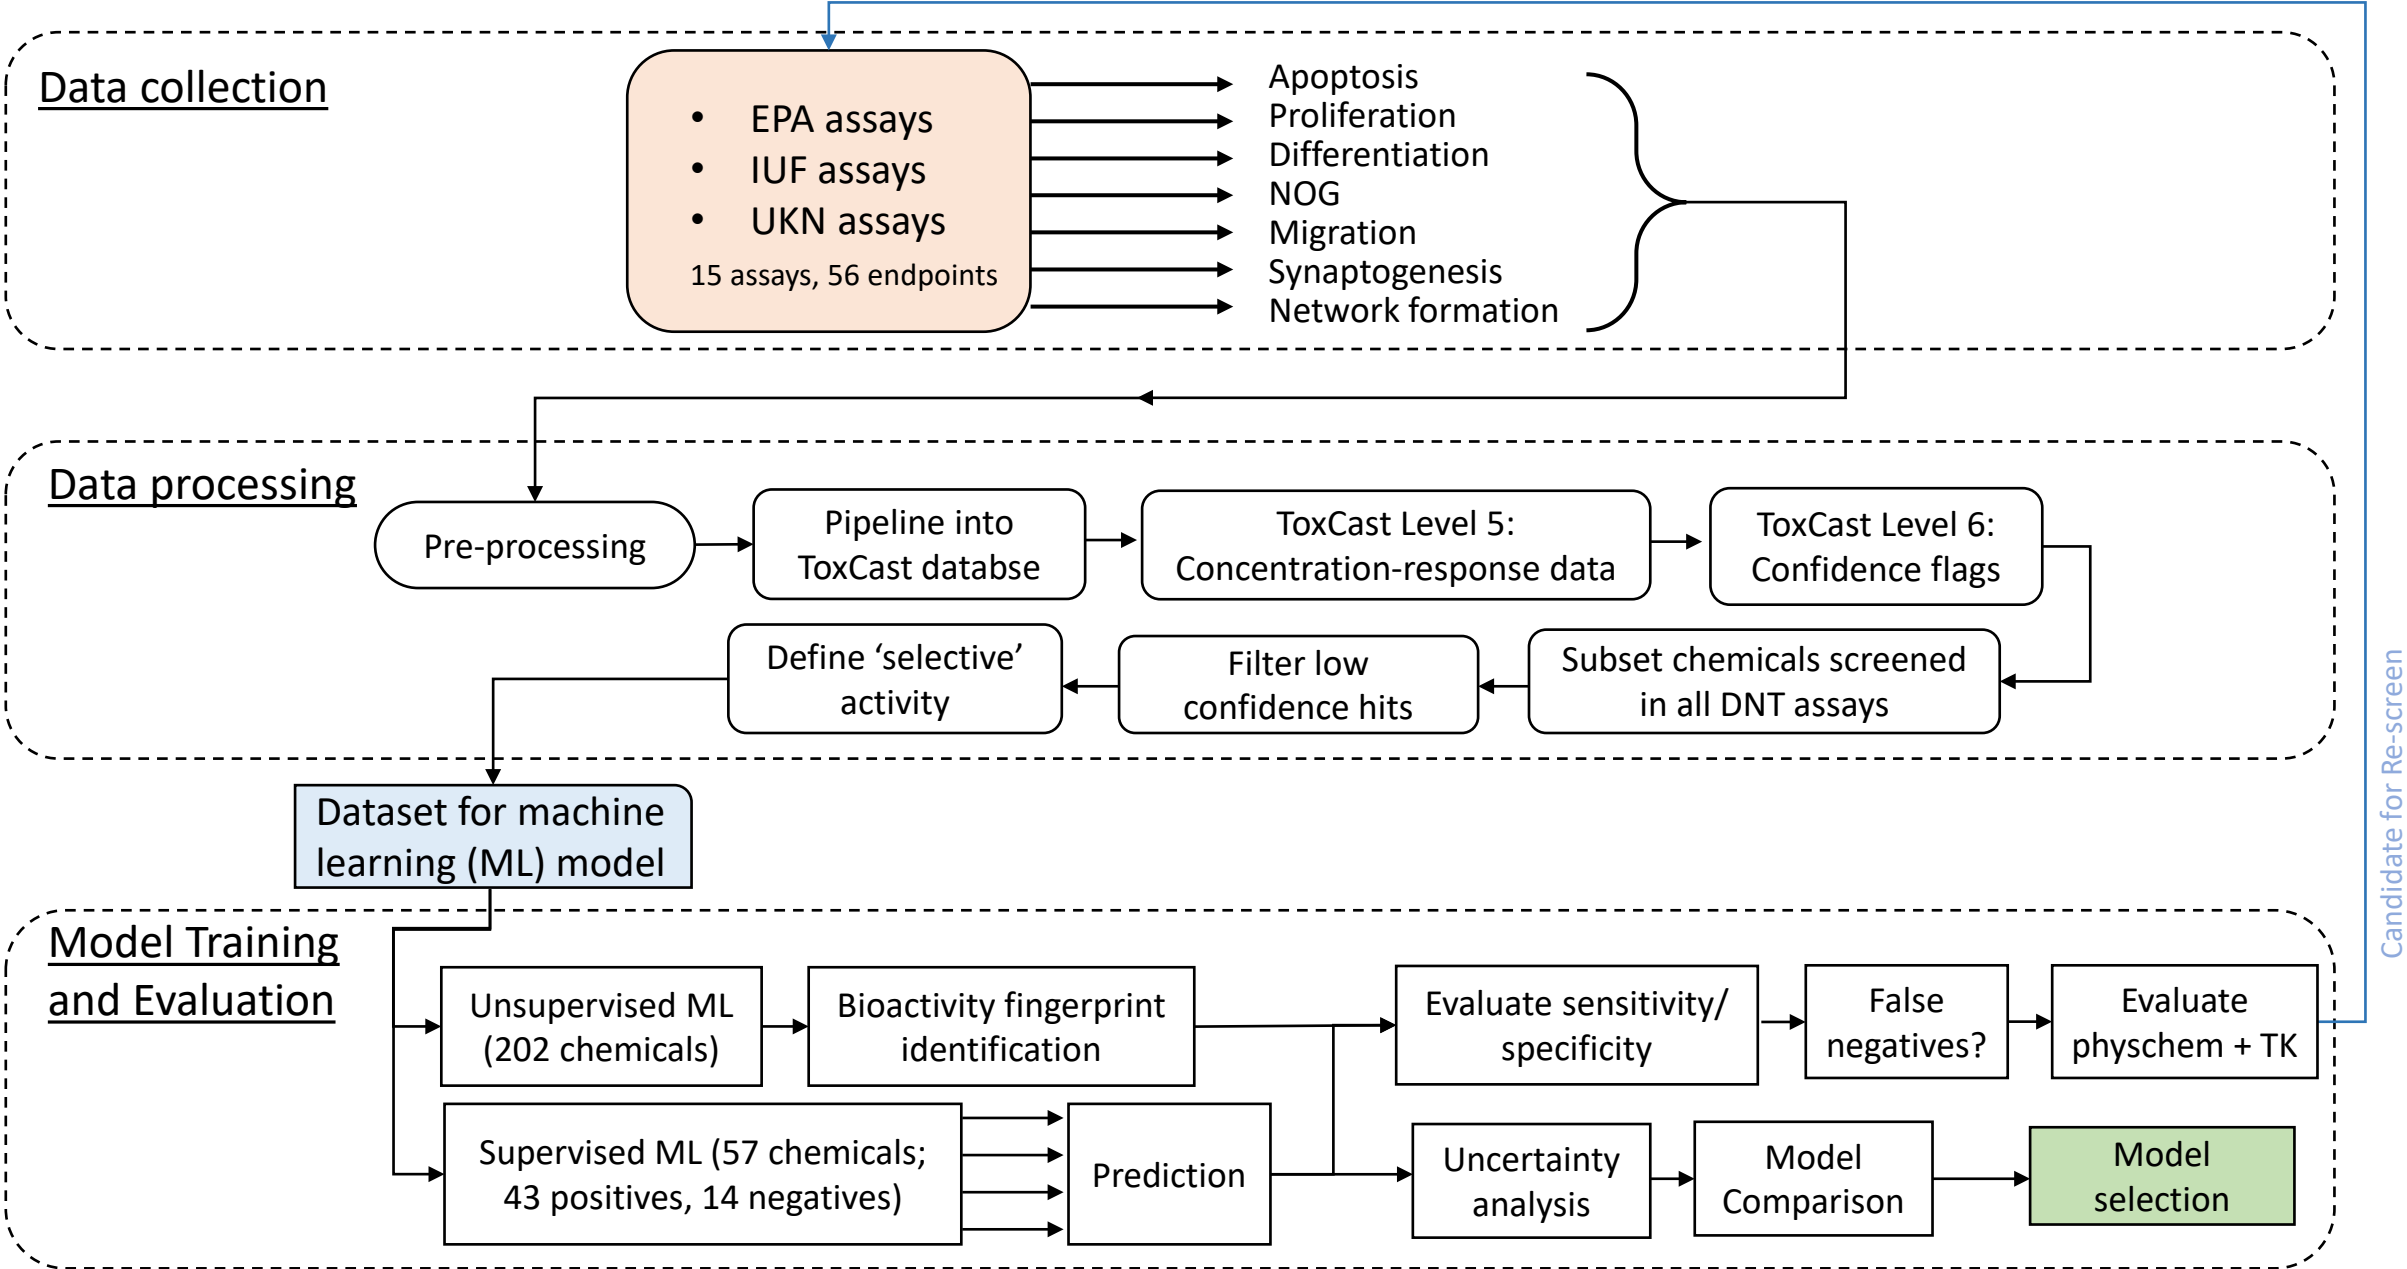 Data collection
• EPA assays
• IUF assays
• UKN assays
15 assays, 56 endpoints
Apoptosis
Proliferation
Differentiation
NOG
Migration
Synaptogenesis
Network formation
Data processing
Pre-processing
Pipeline into
ToxCast databse
ToxCast Level 5:
Concentration-response data
ToxCast Level 6:
Confidence flags
Subset chemicals screened
in all DNT assays
Filter low
confidence hits
Define ‘selective’
activity
Dataset for machine
learning (ML) model
Model Training
and Evaluation
Unsupervised ML
(202 chemicals)
Bioactivity fingerprint
identification
Evaluate sensitivity/
specificity
False
negatives?
Evaluate
physchem + TK
Supervised ML (57 chemicals;
43 positives, 14 negatives)
Prediction
Uncertainty
analysis
Model
Comparison
Model
selection
Candidate for Re-screen